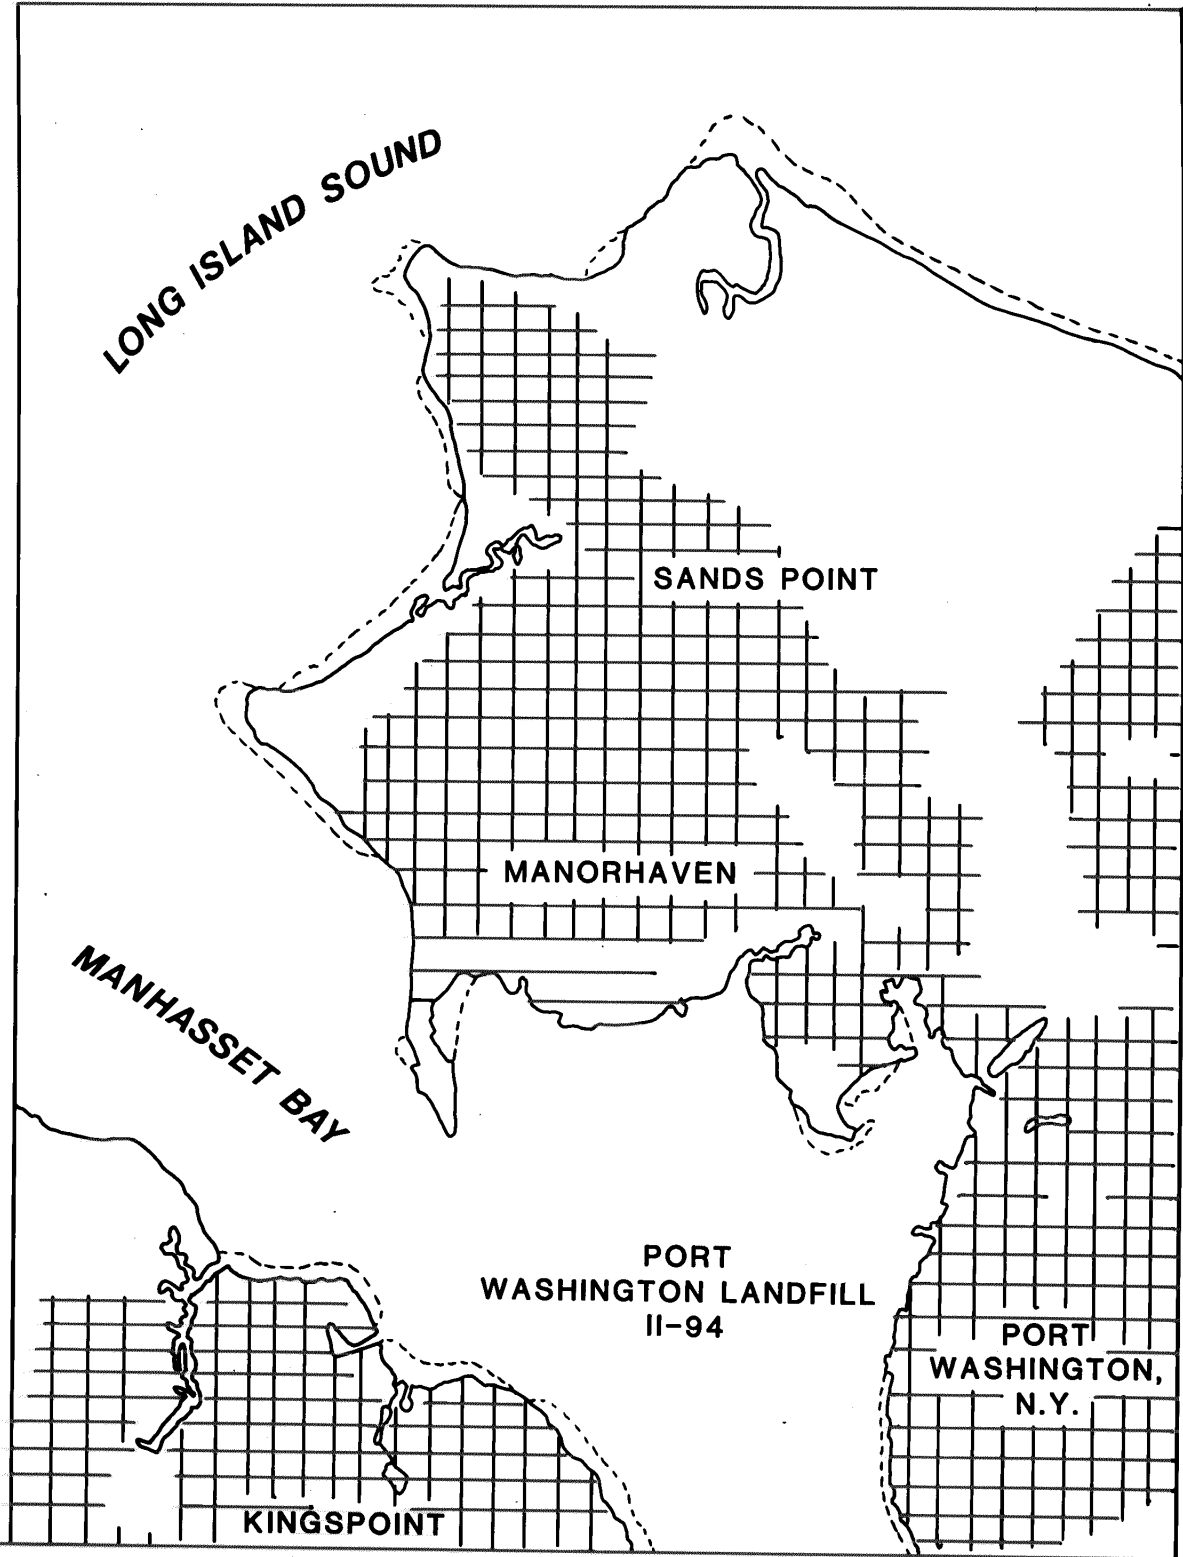 LONG ISLAND SOUND
SANDS POINT
MANORHAVEN
MANHASSET BAY
PORT
WASHINGTON LANDFILL
II-94
PORT
WASHINGTON,
N.Y.
KINGSPOINT